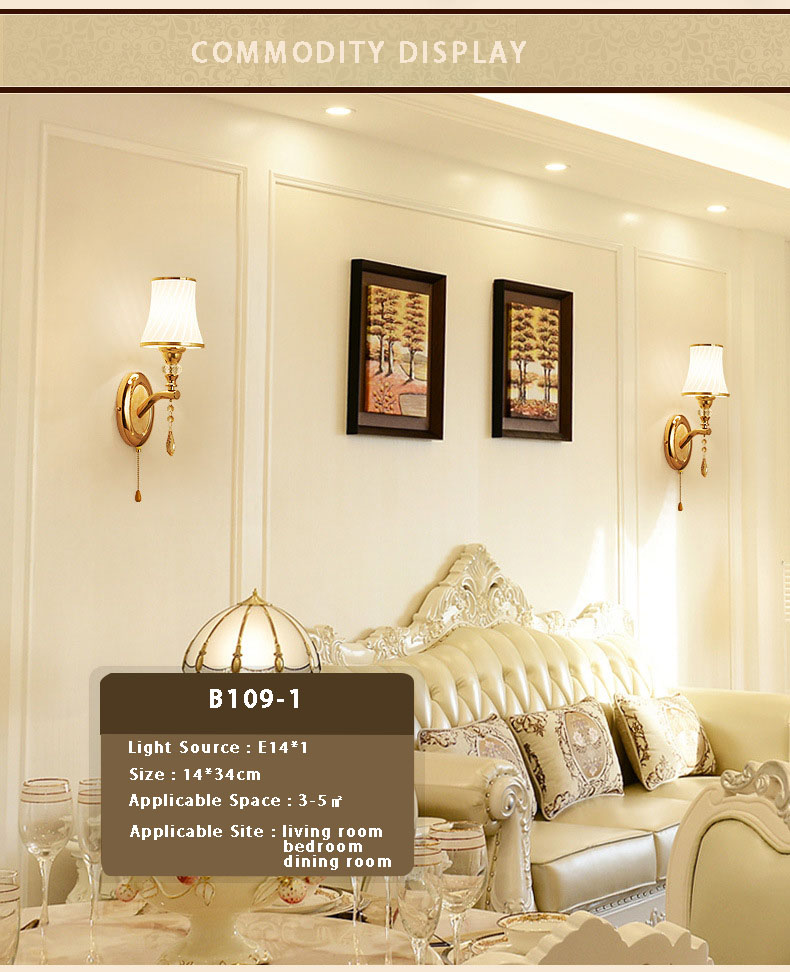 COMMODITY DISPLAY
B109-1
Light Source : E14*1
Size : 14*34cm
Applicable Space : 3-5㎡
Applicable Site : living room
bedroom
dining room